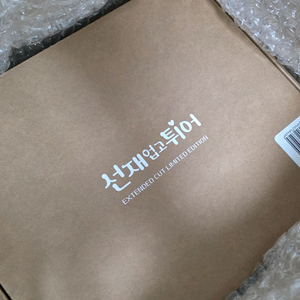 선재업고튀어
EXTENDED CUT LIMITED EDITION